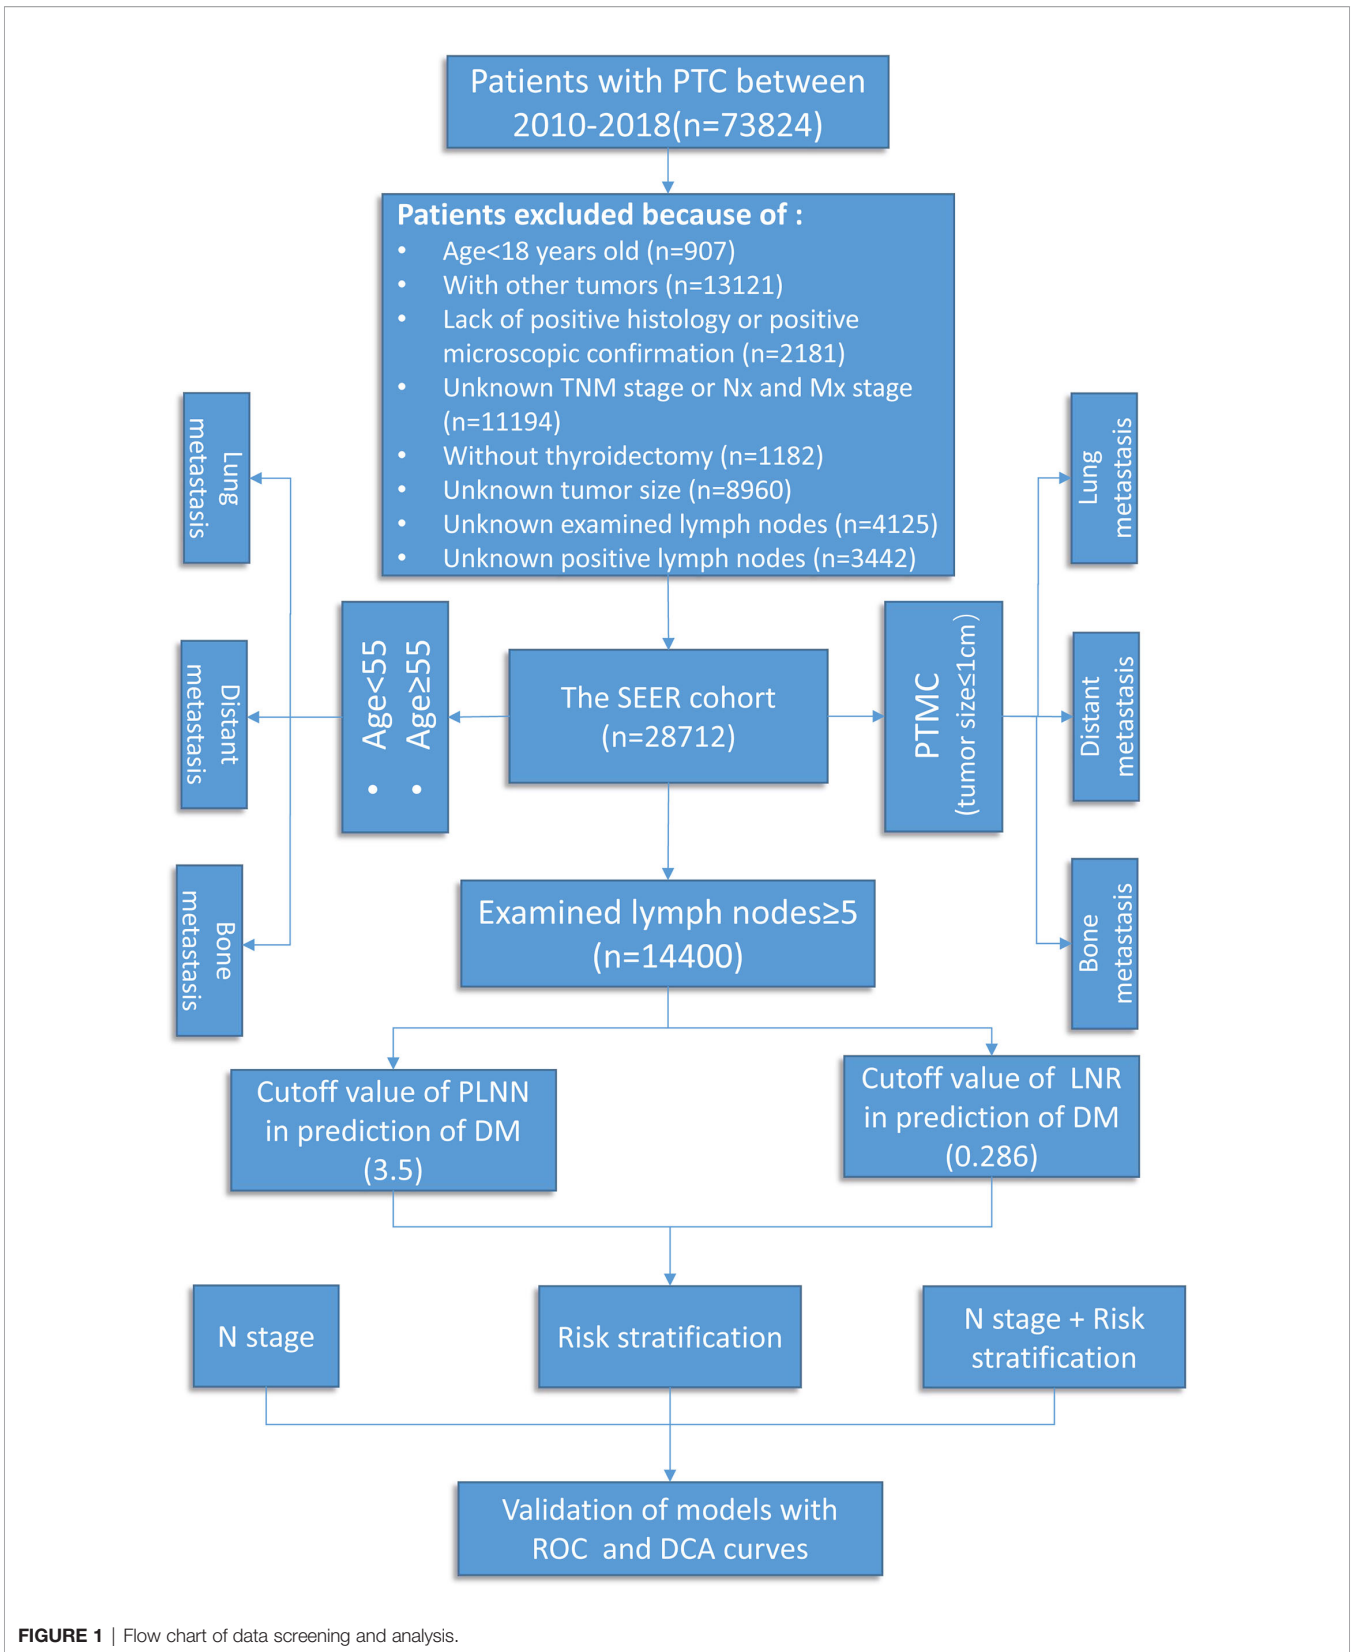 Patients with PTC between
2010-2018(n=73824)
Patients excluded because of :
• Age<18 years old (n=907)
• With other tumors (n=13121)
• Lack of positive histology or positive
microscopic confirmation (n=2181)
• Unknown TNM stage or Nx and Mx stage
(n=11194)
• Without thyroidectomy (n=1182)
• Unknown tumor size (n=8960)
• Unknown examined lymph nodes (n=4125)
• Unknown positive lymph nodes (n=3442)
Lung
metastasis
Distant
metastasis
Bone
metastasis
• Age<55
• Age≥55
The SEER cohort
(n=28712)
PTMC
(tumor size≤1cm)
Lung
metastasis
Distant
metastasis
Bone
metastasis
Examined lymph nodes≥5
(n=14400)
Cutoff value of PLNN
in prediction of DM
(3.5)
Cutoff value of  LNR
in prediction of DM
(0.286)
N stage
Risk stratification
N stage + Risk
stratification
Validation of models with
ROC  and DCA curves
FIGURE 1 | Flow chart of data screening and analysis.